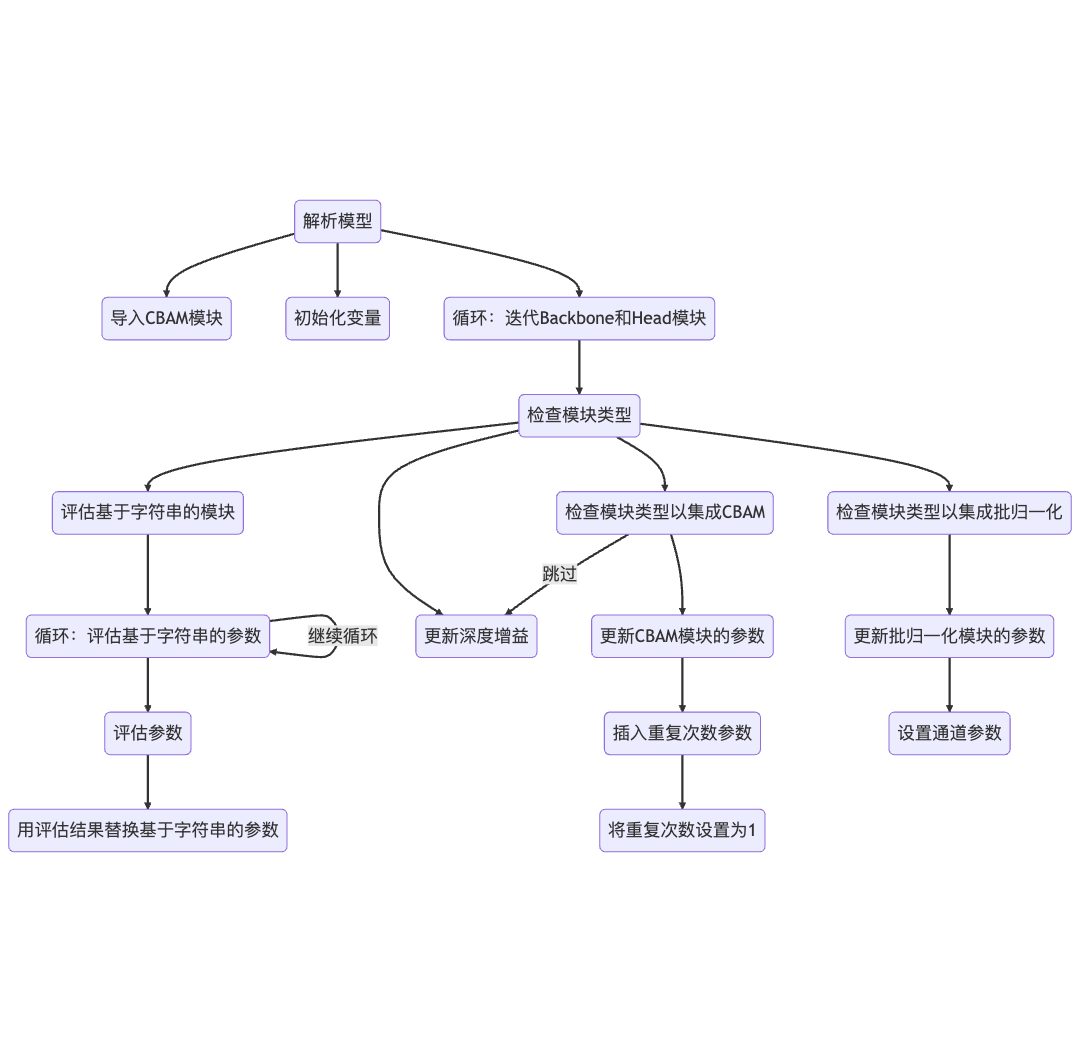 解析模型
导入CBAM模块
初始化变量
循环：迭代Backbone和Head模块
检查模块类型
评估基于字符串的模块
检查模块类型以集成CBAM
检查模块类型以集成批归一化
跳过
循环：评估基于字符串的参数
继续循环
更新深度增益
更新CBAM模块的参数
更新批归一化模块的参数
评估参数
插入重复次数参数
设置通道参数
用评估结果替换基于字符串的参数
将重复次数设置为1